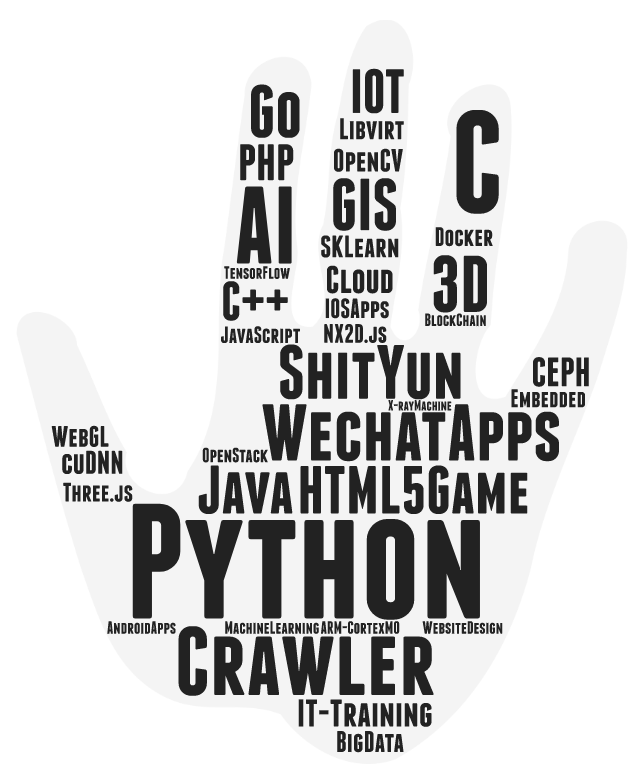 IOT
Go
Libvirt
C
PHP
OpenCV
AI
GIS
SKLearn
Docker
TensorFlow
Cloud
3D
C++
IOSApps
BlockChain
JavaScript
NX2D.js
ShitYun
CEPH
X-rayMachine
Embedded
WebGL
WechatApps
cuDNN
OpenStack
Three.js
Java HTML5Game
Python
AndroidApps MachineLearning ARM-CortexM0 WebsiteDesign
Crawler
IT-Training
BigData